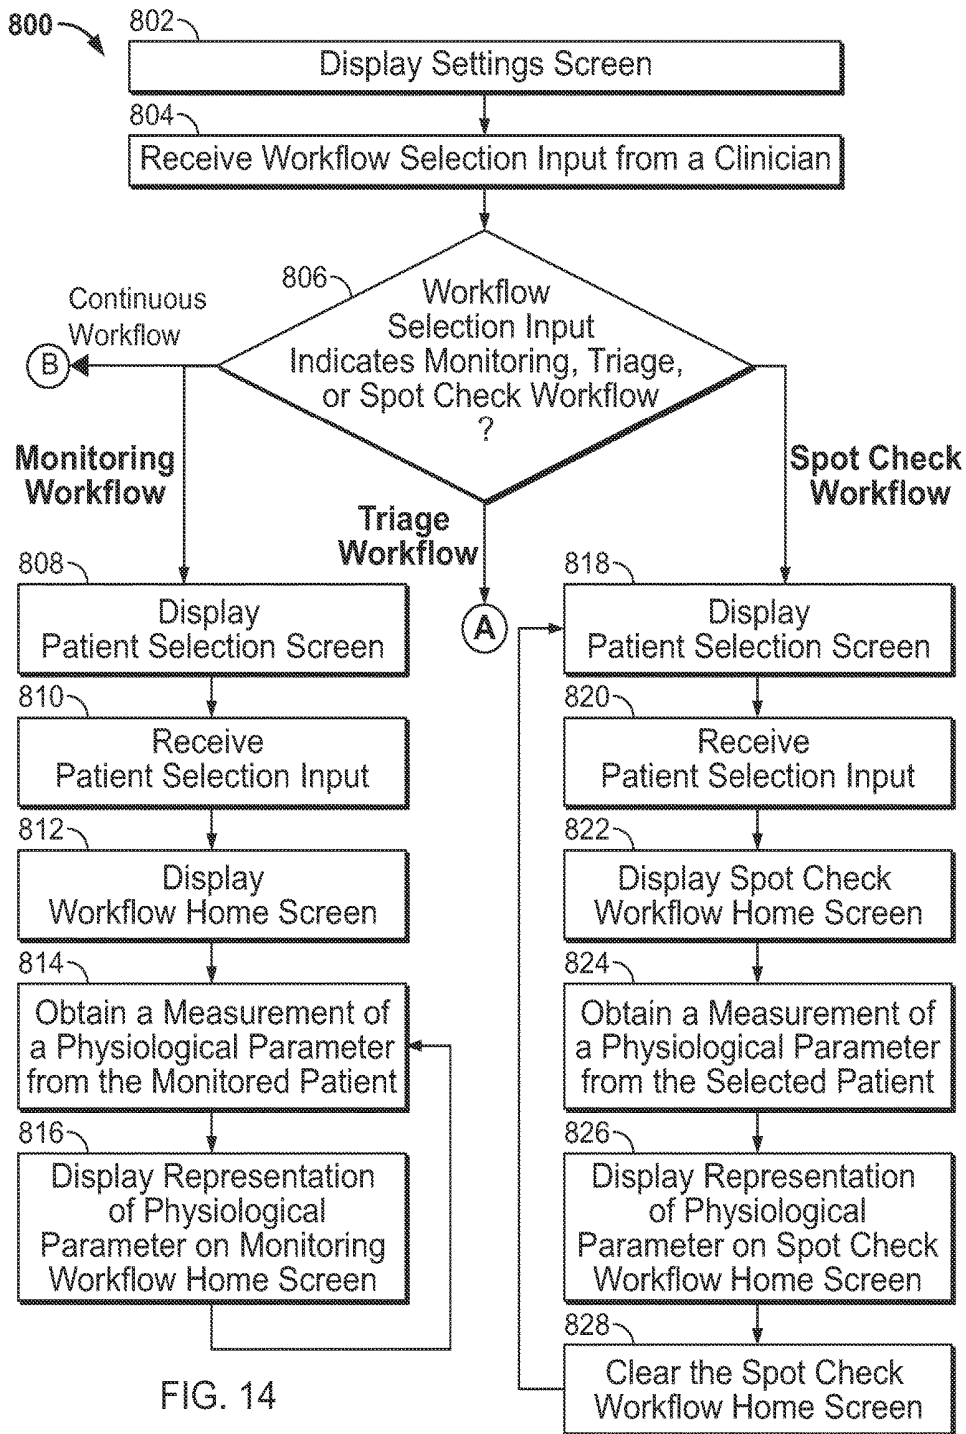 800
802
Display Settings Screen
804
Receive Workflow Selection Input from a Clinician
806
Workflow
Selection Input
Indicates Monitoring, Triage,
or Spot Check Workflow
?
Continuous
Workflow
B
Monitoring
Workflow
Triage
Workflow
A
Spot Check
Workflow
808
Display
Patient Selection Screen
810
Receive
Patient Selection Input
812
Display
Workflow Home Screen
814
Obtain a Measurement of
a Physiological Parameter
from the Monitored Patient
816
Display Representation
of Physiological
Parameter on Monitoring
Workflow Home Screen
818
Display
Patient Selection Screen
820
Receive
Patient Selection Input
822
Display Spot Check
Workflow Home Screen
824
Obtain a Measurement of
a Physiological Parameter
from the Selected Patient
826
Display Representation
of Physiological
Parameter on Spot Check
Workflow Home Screen
828
Clear the Spot Check
Workflow Home Screen
FIG. 14